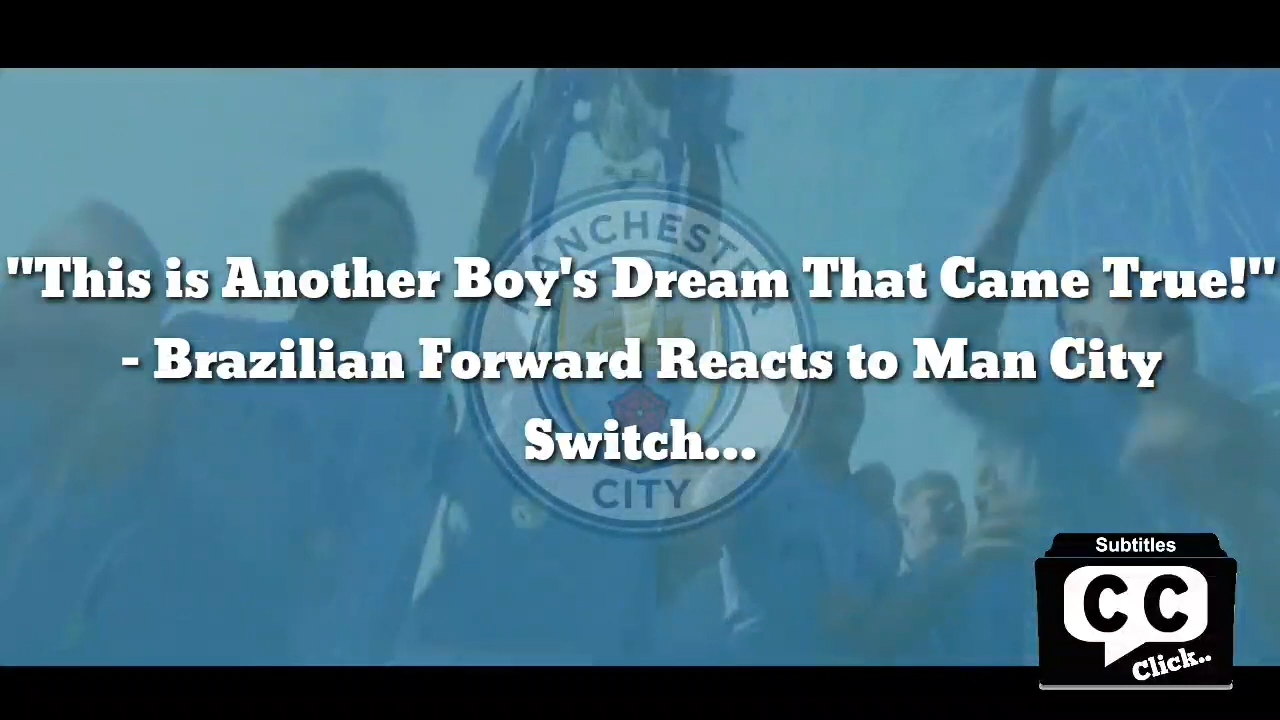 MANCHESTER
"This is Another Boy's Dream That Came True!"
- Brazilian Forward Reacts to Man City
Switch...
CITY
Subtitles
CC
Click..